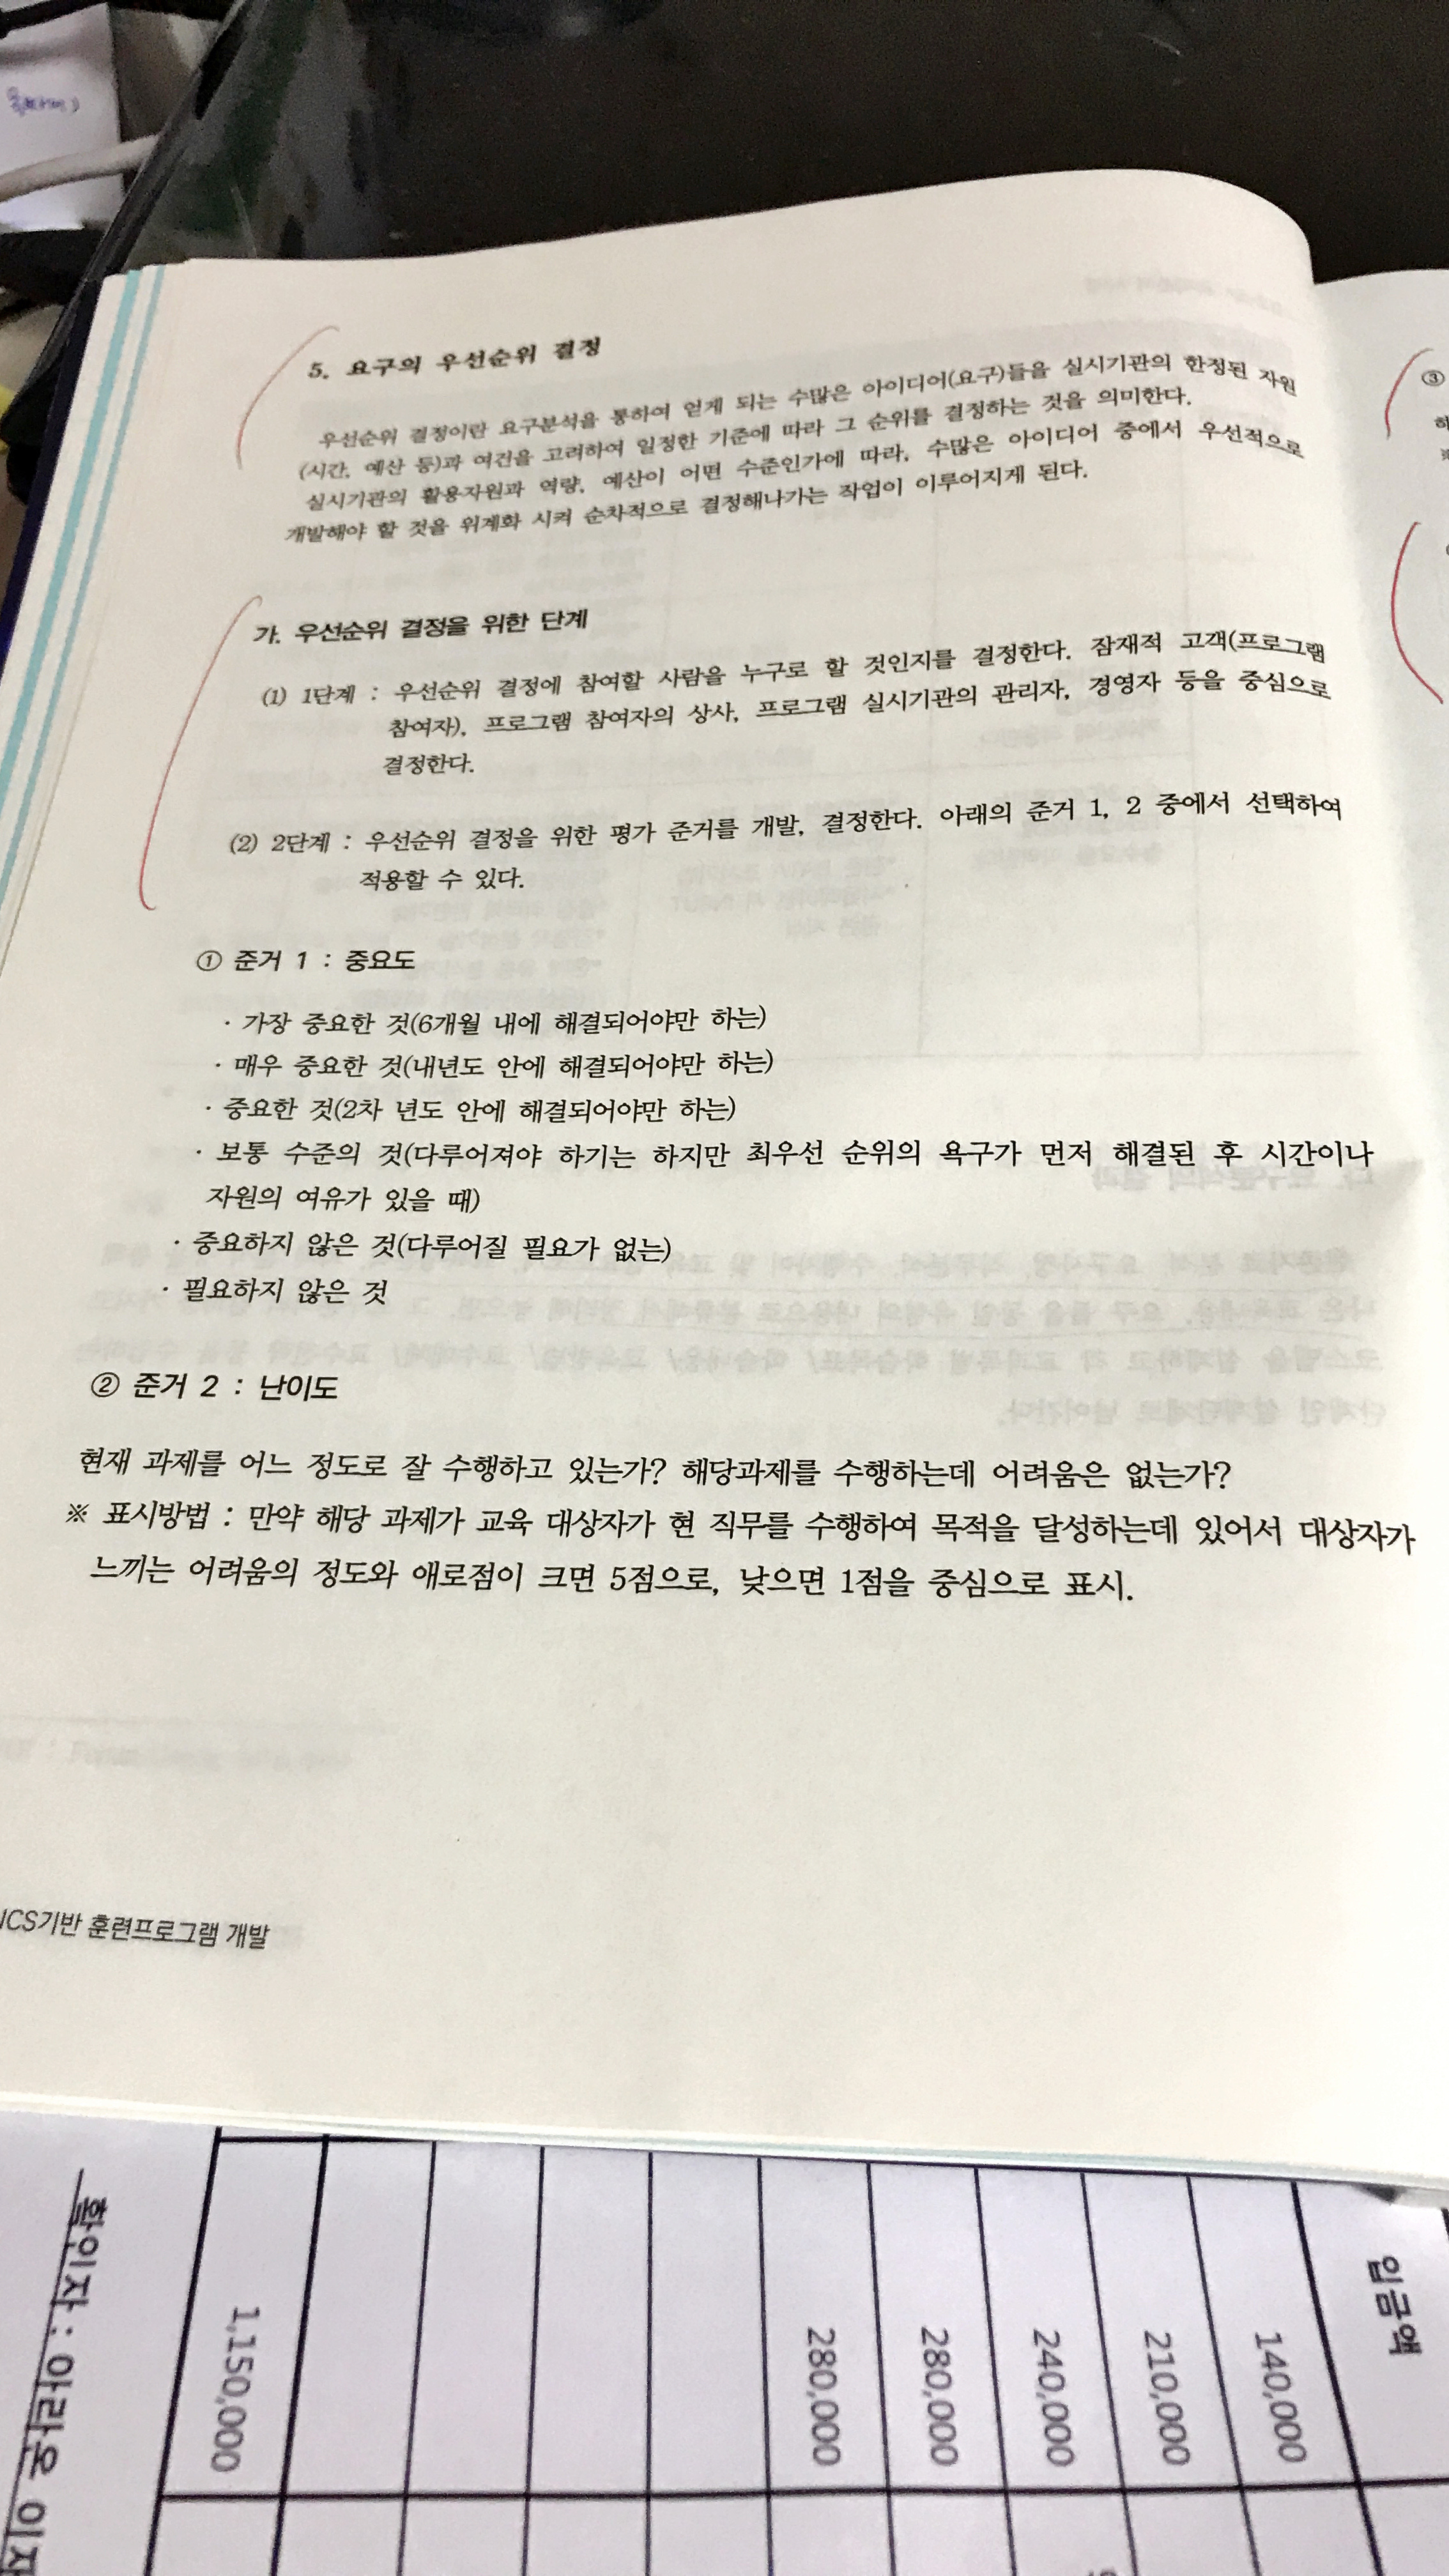 5. 요구의 우선순위 결정
우선순위 결정이란 요구분석을 통하여 얻게 되는 수많은 아이디어(요구)들을 실시기관의 한정된 자원
(시간, 예산 등)과 여건을 고려하여 일정한 기준에 따라 그 순위를 결정하는 것을 의미한다.
실시기관의 활용자원과 역량, 예산이 어떤 수준인가에 따라, 수많은 아이디어 중에서 우선적으로
개발해야 할 것을 위계화 시켜 순차적으로 결정해나가는 작업이 이루어지게 된다.
가. 우선순위 결정을 위한 단계
(1) 1단계 : 우선순위 결정에 참여할 사람을 누구로 할 것인지를 결정한다. 잠재적 고객(프로그램
참여자), 프로그램 참여자의 상사, 프로그램 실시기관의 관리자, 경영자 등을 중심으로
결정한다.
(2) 2단계 : 우선순위 결정을 위한 평가 준거를 개발, 결정한다. 아래의 준거 1, 2 중에서 선택하여
적용할 수 있다.
① 준거 1 : 중요도
· 가장 중요한 것(6개월 내에 해결되어야만 하는)
· 매우 중요한 것(내년도 안에 해결되어야만 하는)
· 중요한 것(2차 년도 안에 해결되어야만 하는)
· 보통 수준의 것(다루어져야 하기는 하지만 최우선 순위의 욕구가 먼저 해결된 후 시간이나
자원의 여유가 있을 때)
· 중요하지 않은 것(다루어질 필요가 없는)
· 필요하지 않은 것
② 준거 2 : 난이도
현재 과제를 어느 정도로 잘 수행하고 있는가? 해당과제를 수행하는데 어려움은 없는가?
※ 표시방법 : 만약 해당 과제가 교육 대상자가 현 직무를 수행하여 목적을 달성하는데 있어서 대상자가
느끼는 어려움의 정도와 애로점이 크면 5점으로, 낮으면 1점을 중심으로 표시.
NCS기반 훈련프로그램 개발
③
입금액
140,000
210,000
240,000
280,000
280,000
1,150,000
확인자 : 아라운